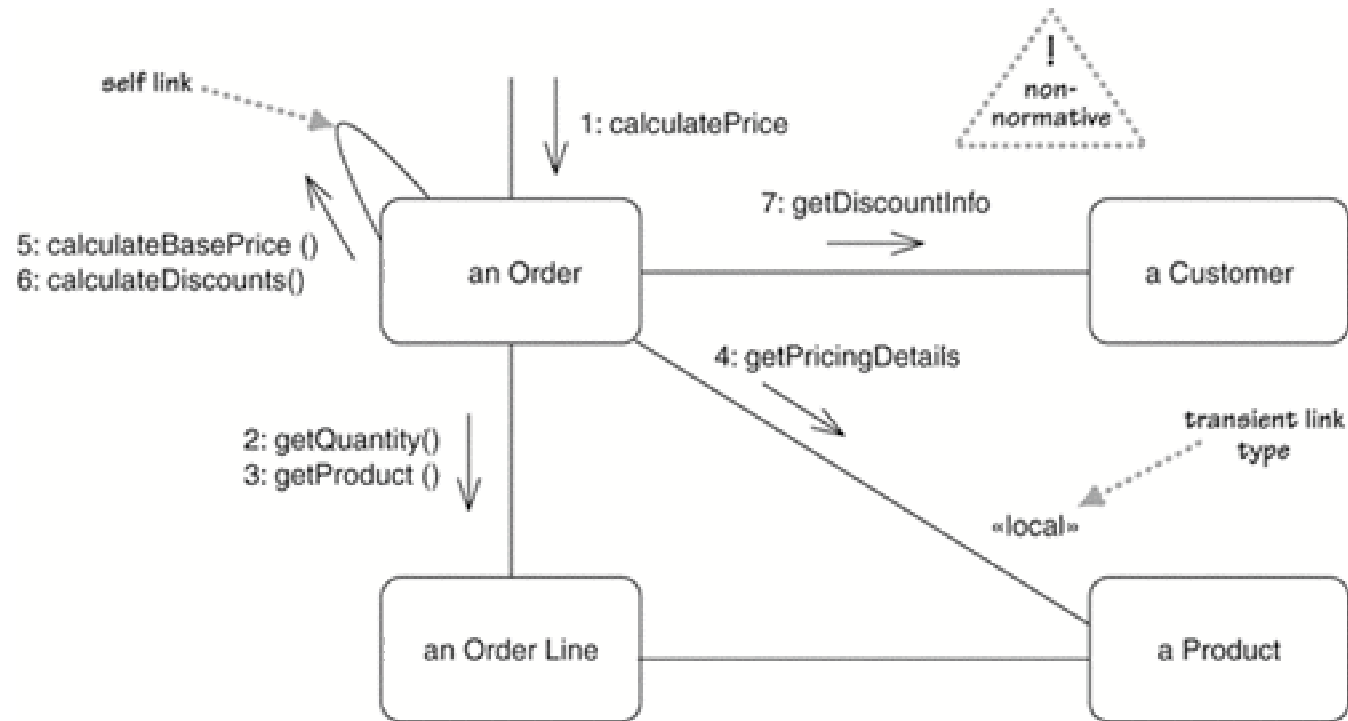 !
non-
normative
self link
1: calculatePrice
7: getDiscountInfo
5: calculateBasePrice ()
6: calculateDiscounts()
an Order
a Customer
4: getPricingDetails
2: getQuantity()
3: getProduct ()
transient link
type
«local»
an Order Line
a Product